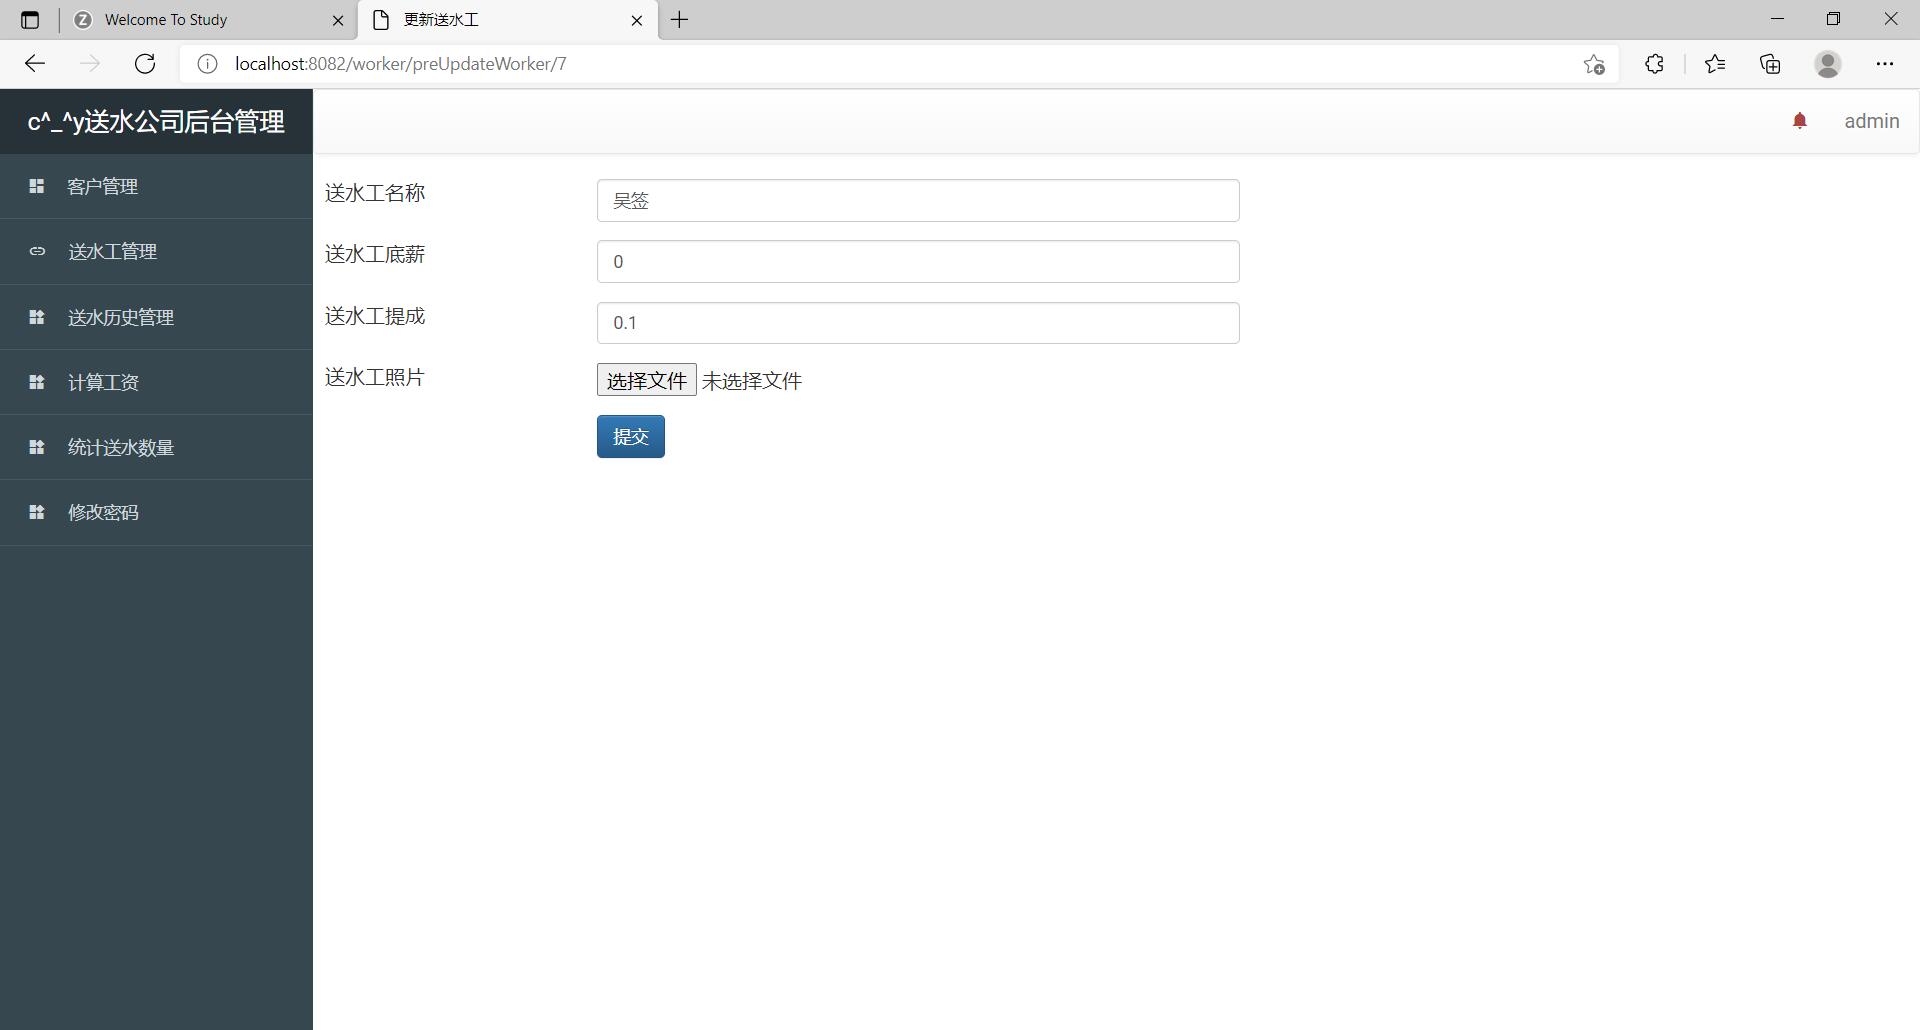 Welcome To Study
更新送水工
localhost:8082/worker/preUpdateWorker/7
c^_^y送水公司后台管理
admin
客户管理
送水工管理
送水历史管理
计算工资
统计送水数量
修改密码
送水工名称
吴签
送水工底薪
0
送水工提成
0.1
送水工照片
选择文件 未选择文件
提交